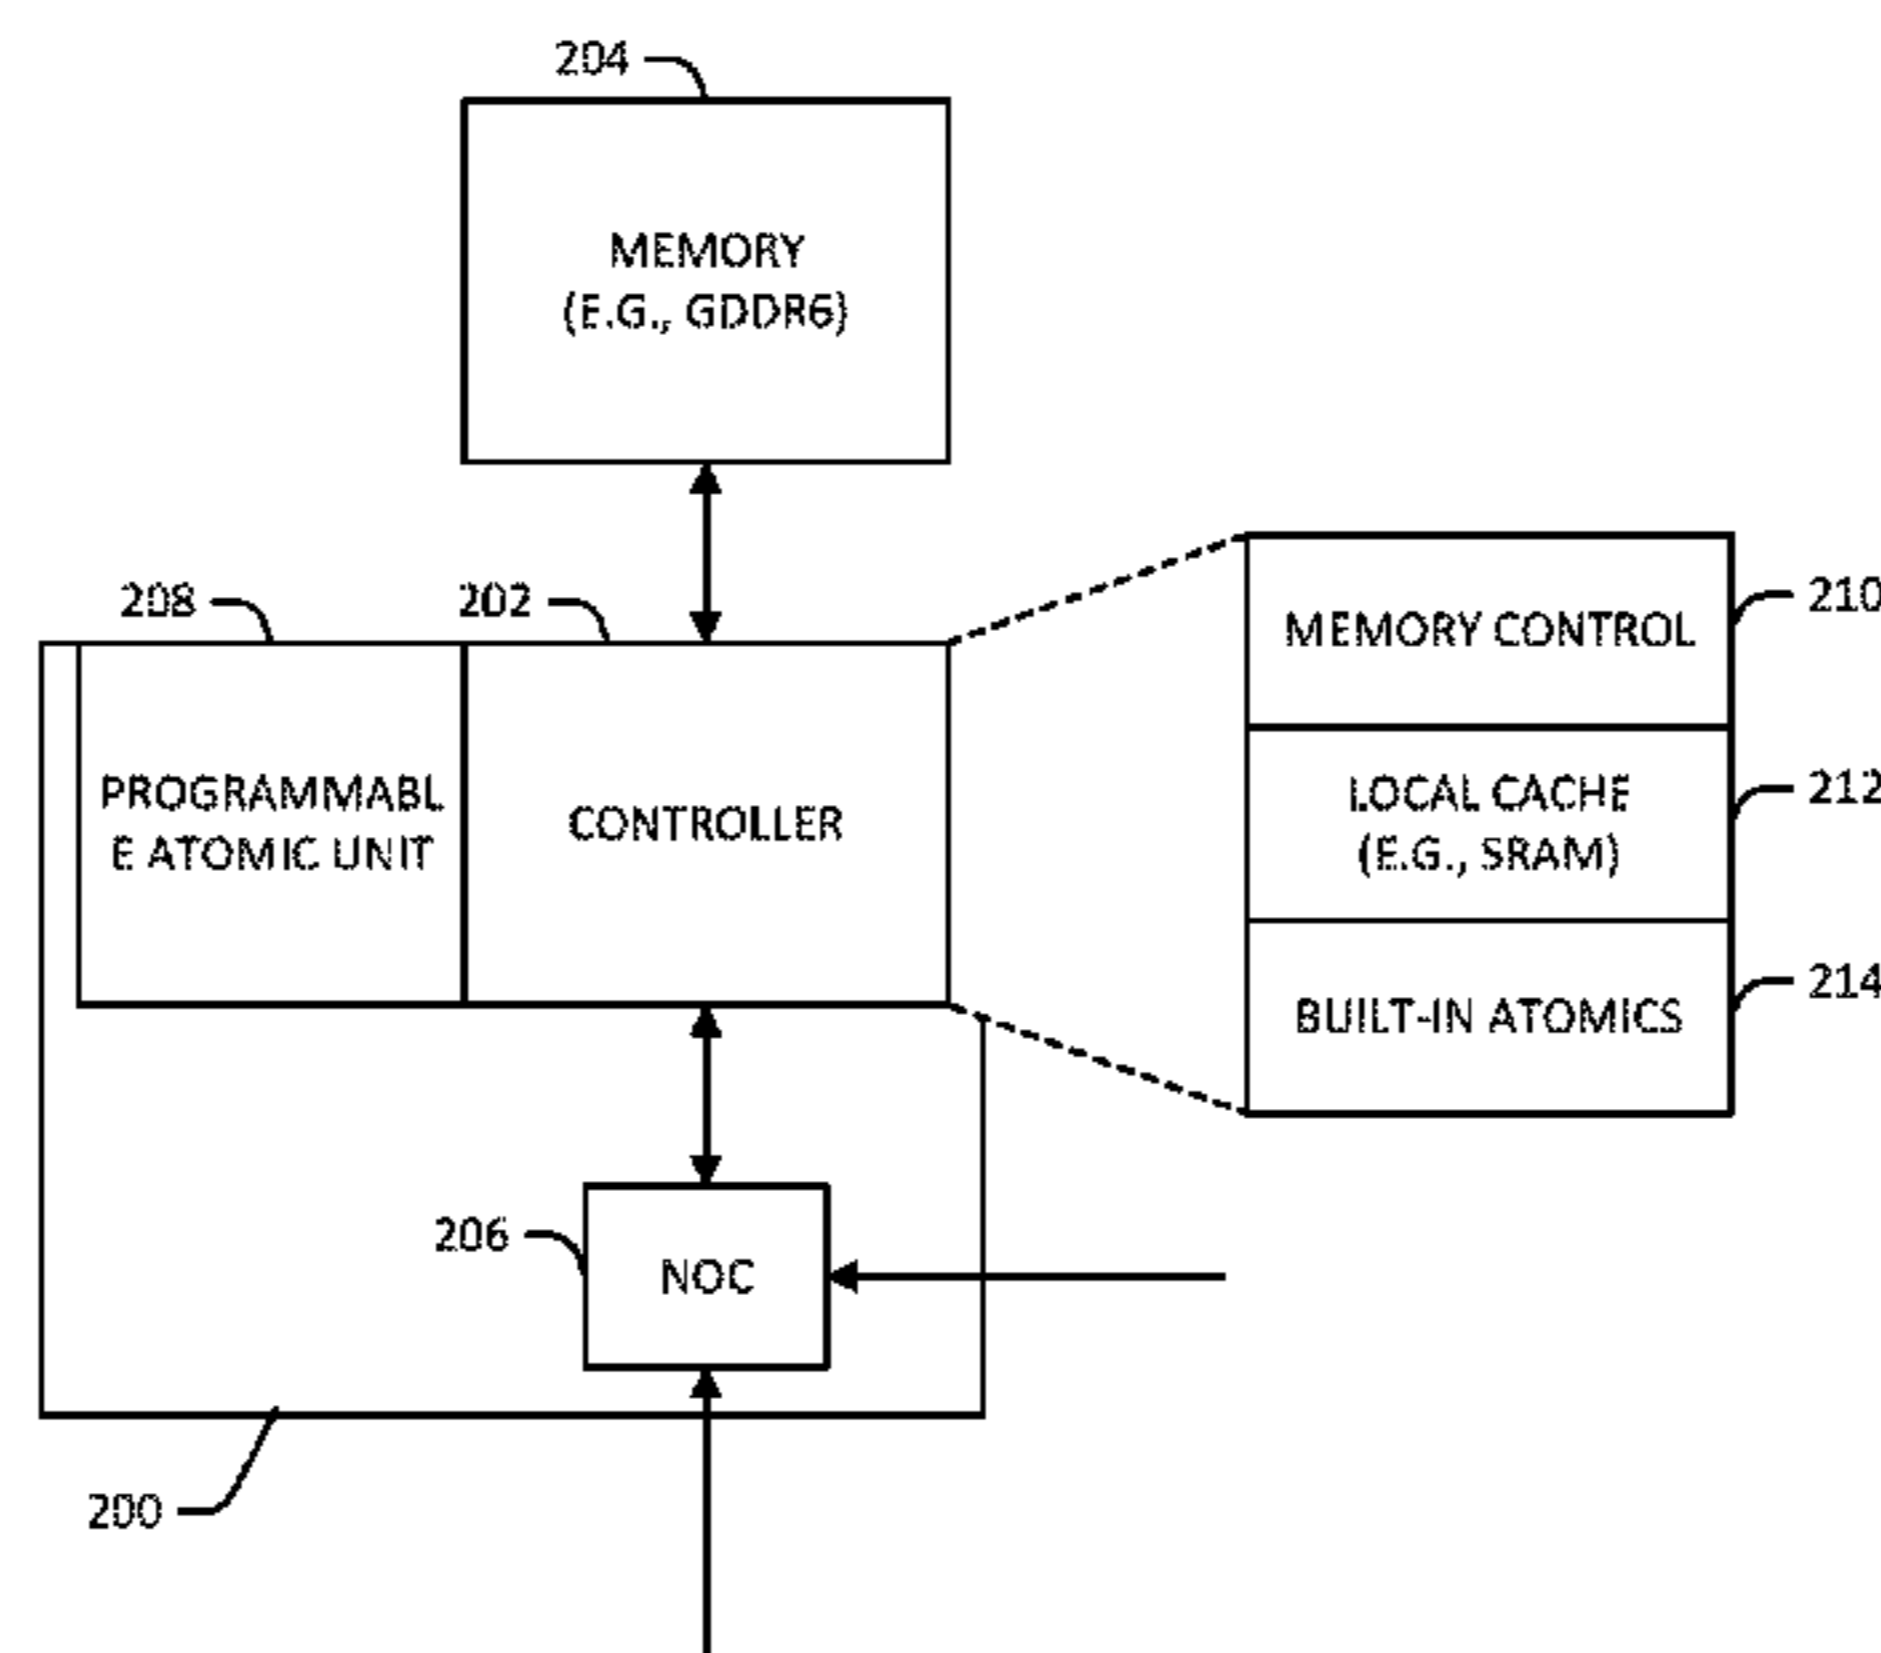 204
MEMORY
(E.G., GDDR6)
208
202
PROGRAMMABL
E ATOMIC UNIT
CONTROLLER
MEMORY CONTROL
210
LOCAL CACHE
(E.G., SRAM)
212
BUILT-IN ATOMICS
214
206
NOC
200